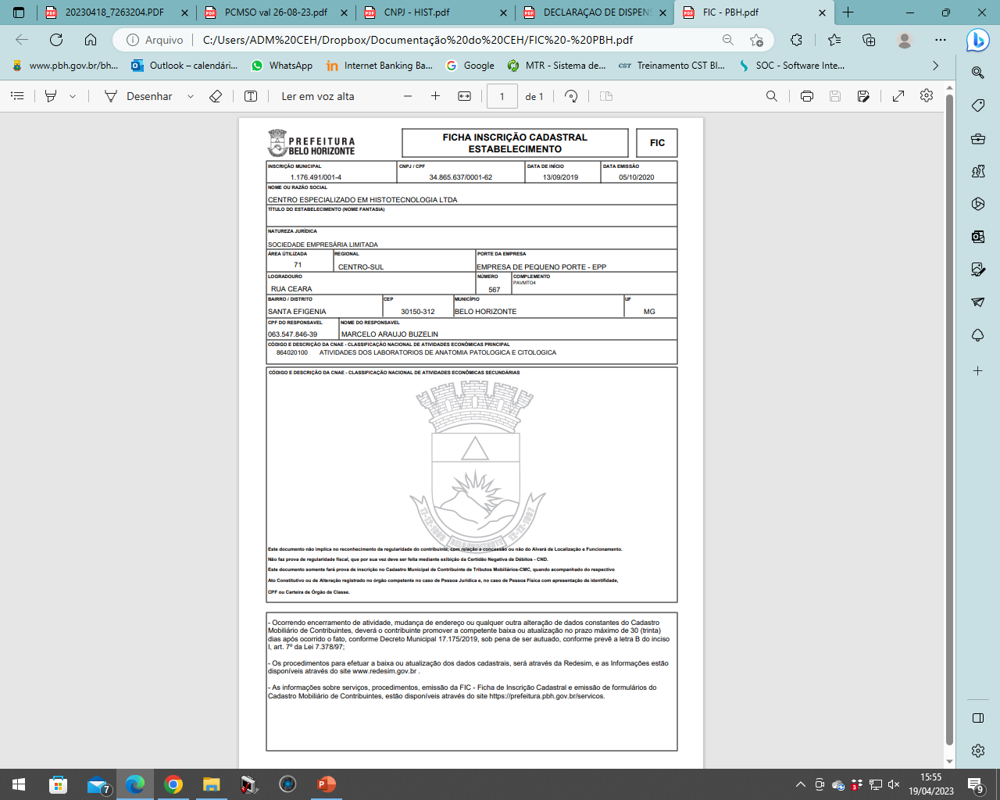 20230418_7263204.PDF
PCMSO val 26-08-23.pdf
CNPJ - HIST.pdf
DECLARAÇAO DE DISPEN
FIC - PBH.pdf
Arquivo
C:/Users/ADM%20CEH/Dropbox/Documentação%20do%20CEH/FIC%20-%20PBH.pdf
www.pbh.gov.br/bh...
Outlook – calendári...
WhatsApp
Internet Banking Ba...
Google
MTR - Sistema de...
CST
Treinamento CST Bl...
SOC - Software Inte...
Desenhar
Ler em voz alta
1
de 1
PREFEITURA
BELO HORIZONTE
FICHA INSCRIÇÃO CADASTRAL
ESTABELECIMENTO
FIC
INSCRIÇÃO MUNICIPAL
1.176.491/001-4
CNPJ / CPF
34.865.637/0001-62
DATA DE INÍCIO
13/09/2019
DATA EMISSÃO
05/10/2020
NOME OU RAZÃO SOCIAL
CENTRO ESPECIALIZADO EM HISTOTECNOLOGIA LTDA
TÍTULO DO ESTABELECIMENTO (NOME FANTASIA)
NATUREZA JURÍDICA
SOCIEDADE EMPRESÁRIA LIMITADA
ÁREA ÚTILIZADA
71
REGIONAL
CENTRO-SUL
PORTE DA EMPRESA
EMPRESA DE PEQUENO PORTE - EPP
LOGRADOURO
RUA CEARA
NÚMERO
567
COMPLEMENTO
PAVMTO4
BAIRRO / DISTRITO
SANTA EFIGENIA
CEP
30150-312
MUNICÍPIO
BELO HORIZONTE
UF
MG
CPF DO RESPONSAVEL
063.547.846-39
NOME DO RESPONSAVEL
MARCELO ARAUJO BUZELIN
CÓDIGO E DESCRIÇÃO DA CNAE - CLASSIFICAÇÃO NACIONAL DE ATIVIDADES ECONÔMICAS PRINCIPAL
864020100 ATIVIDADES DOS LABORATORIOS DE ANATOMIA PATOLOGICA E CITOLOGICA
CÓDIGO E DESCRIÇÃO DA CNAE - CLASSIFICAÇÃO NACIONAL DE ATIVIDADES ECONÔMICAS SECUNDÁRIAS
BELO HORIZONTE
12-12-1897
Este documento não implica no reconhecimento da regularidade do contribuinte, com relação a concessão ou não do Alvará de Localização e Funcionamento.
Não faz prova de regularidade fiscal, que por sua vez deve ser feita mediante exibição da Certidão Negativa de Débitos - CND.
Este documento somente fará prova de inscrição no Cadastro Municipal de Contribuinte de Tributos Mobiliários-CMC, quando acompanhado do respectivo
Ato Constitutivo ou de Alteração registrado no órgão competente no caso de Pessoa Jurídica e, no caso de Pessoa Física com apresentação de identifidade,
CPF ou Carteira de Órgão de Classe.
- Ocorrendo encerramento de atividade, mudança de endereço ou qualquer outra alteração de dados constantes do Cadastro
Mobiliário de Contribuintes, deverá o contribuinte promover a competente baixa ou atualização no prazo máximo de 30 (trinta)
dias após ocorrido o fato, conforme Decreto Municipal 17.175/2019, sob pena de ser autuado, conforme prevê a letra B do inciso
I, art. 7º da Lei 7.378/97;
- Os procedimentos para efetuar a baixa ou atualização dos dados cadastrais, será através da Redesim, e as Informações estão
disponíveis através do site www.redesim.gov.br .
- As informações sobre serviços, procedimentos, emissão da FIC - Ficha de Inscrição Cadastral e emissão de formulários do
Cadastro Mobiliário de Contribuintes, estão disponíveis através do site https://prefeitura.pbh.gov.br/servicos.
7
3
15:55
19/04/2023
9